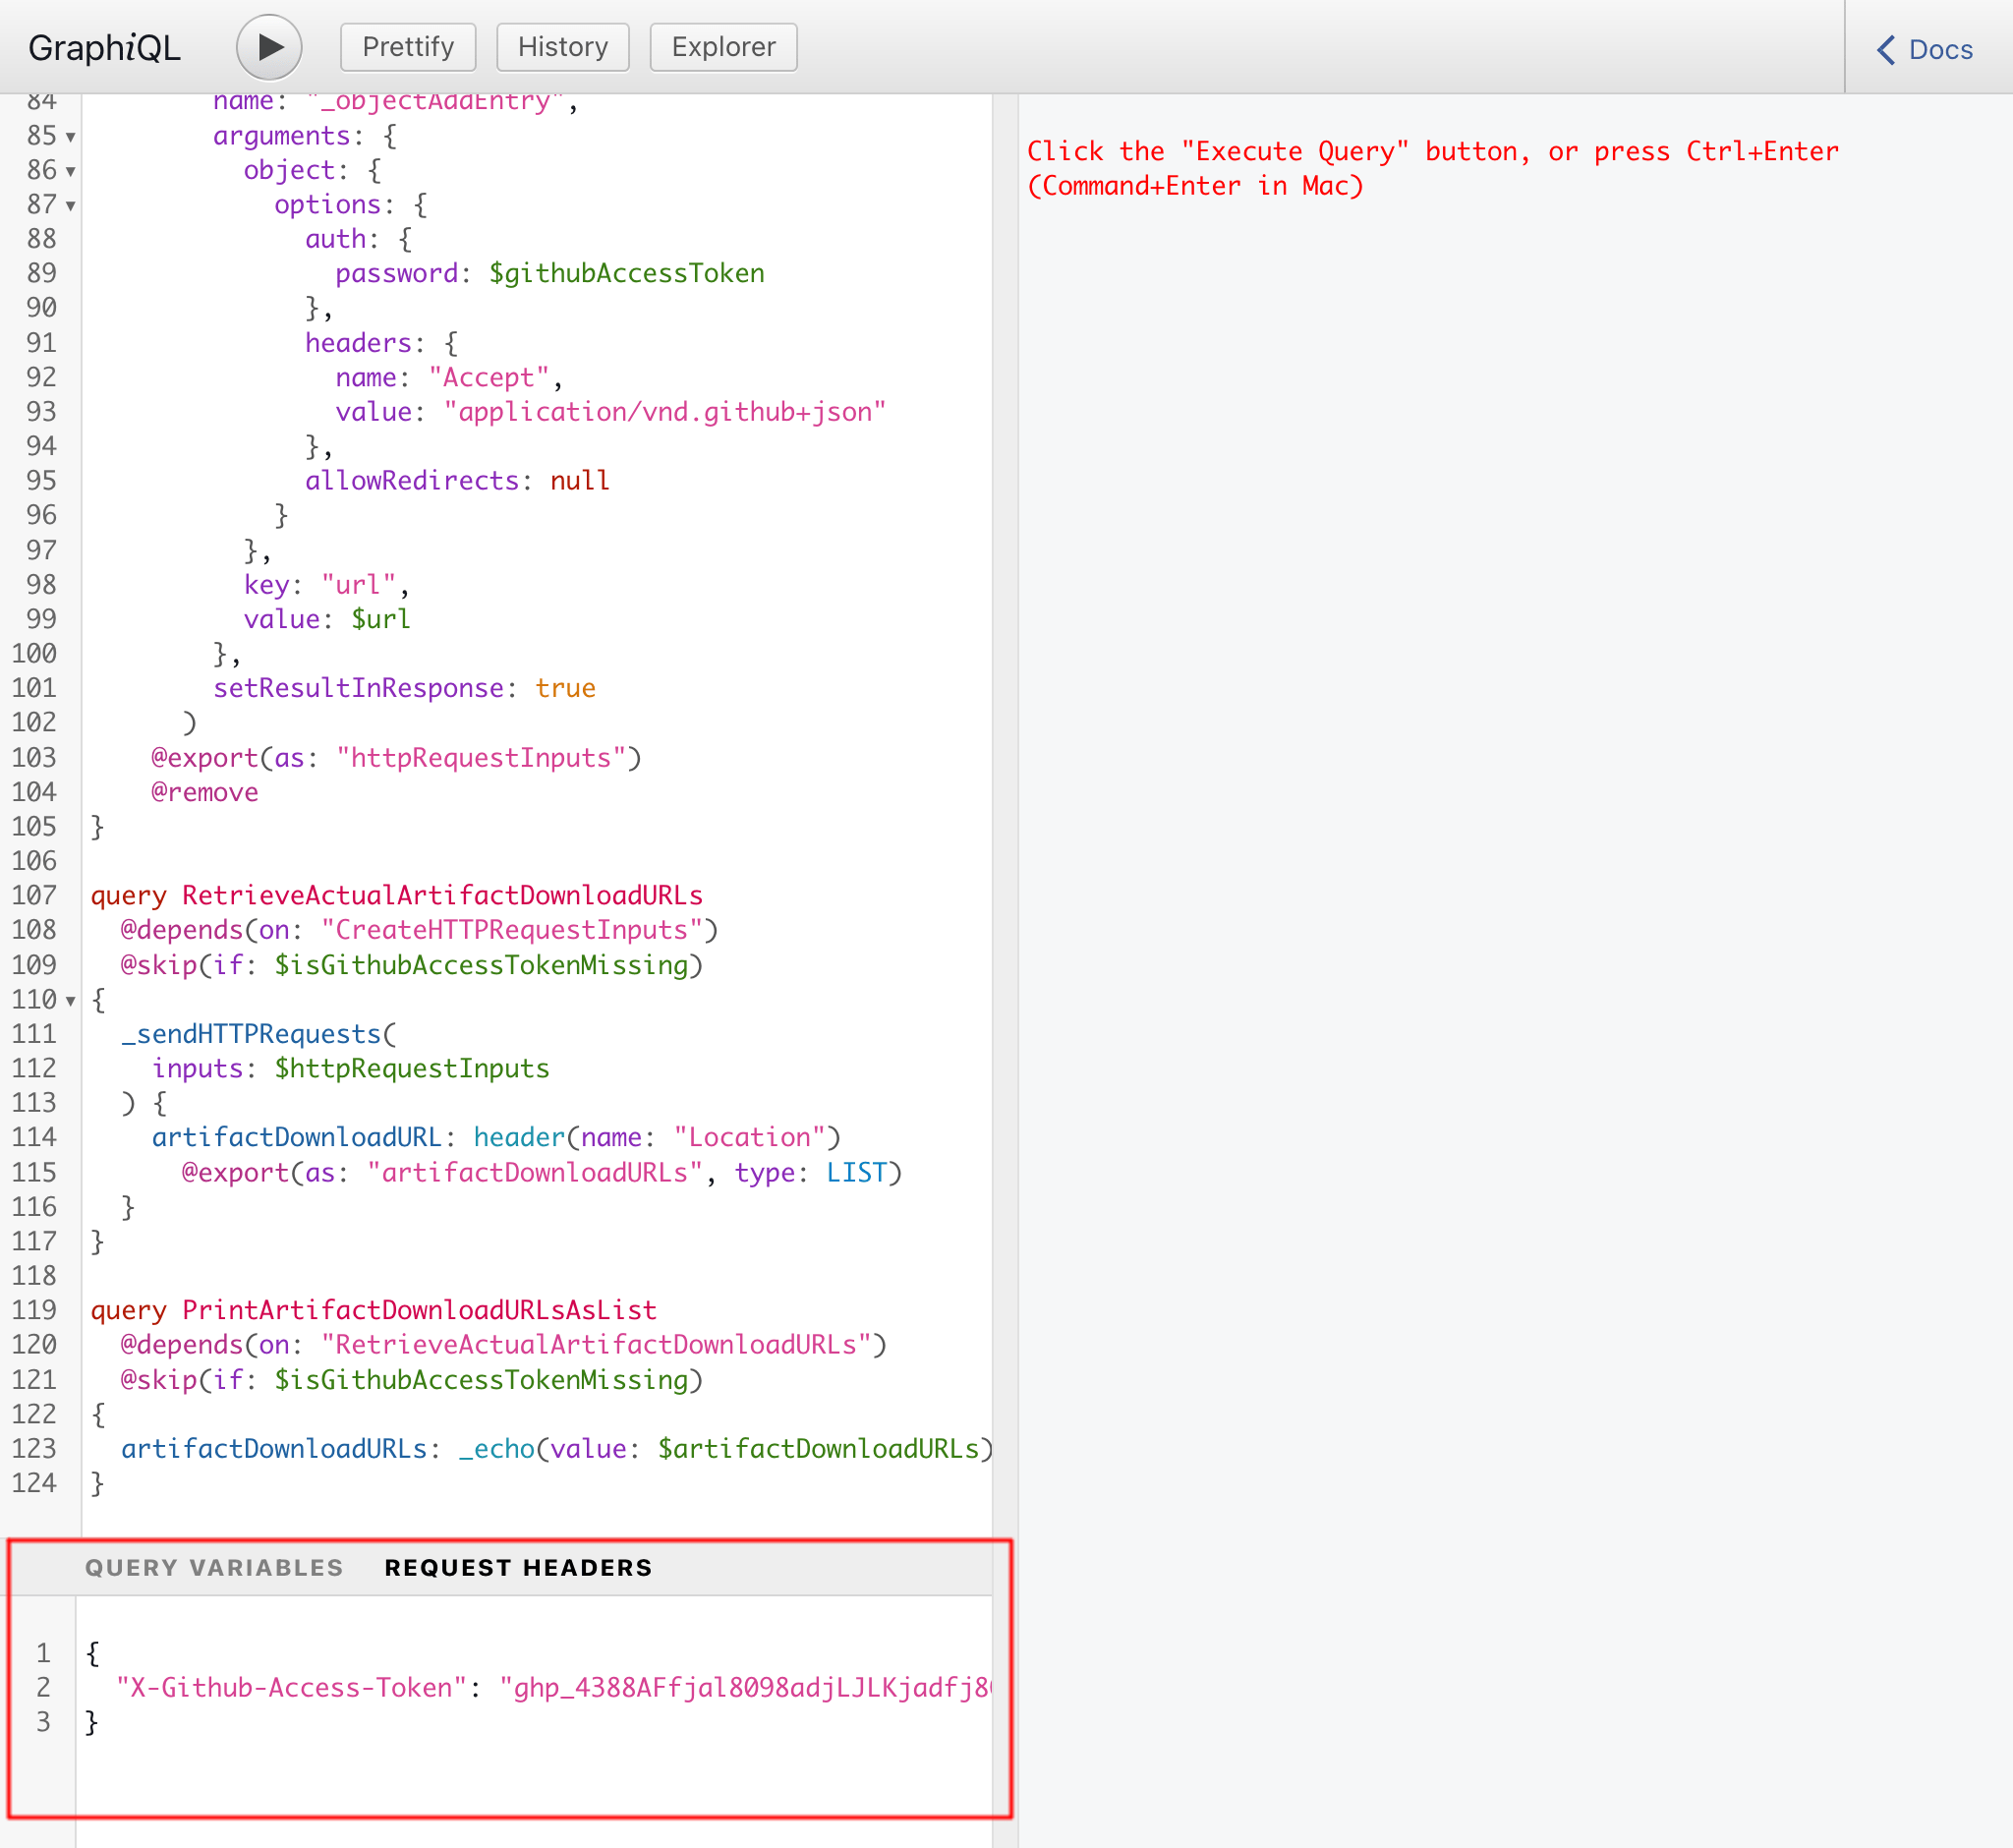 GraphiQL
Prettify
History
Explorer
Docs
84 name: "_objectAddEntry",
85 arguments: {
86 object: {
87 options: {
88 auth: {
89 password: $githubAccessToken
90 },
91 headers: {
92 name: "Accept",
93 value: "application/vnd.github+json"
94 },
95 allowRedirects: null
96 }
97 },
98 key: "url",
99 value: $url
100 },
101 setResultInResponse: true
102 )
103 @export(as: "httpRequestInputs")
104 @remove
105 }
106
107 query RetrieveActualArtifactDownloadURLs
108 @depends(on: "CreateHTTPRequestInputs")
109 @skip(if: $isGithubAccessTokenMissing)
110 {
111 _sendHTTPRequests(
112 inputs: $httpRequestInputs
113 ) {
114 artifactDownloadURL: header(name: "Location")
115 @export(as: "artifactDownloadURLs", type: LIST)
116 }
117 }
118
119 query PrintArtifactDownloadURLsAsList
120 @depends(on: "RetrieveActualArtifactDownloadURLs")
121 @skip(if: $isGithubAccessTokenMissing)
122 {
123 artifactDownloadURLs: _echo(value: $artifactDownloadURLs)
124 }
QUERY VARIABLES REQUEST HEADERS
1 {
2 "X-Github-Access-Token": "ghp_4388AFfjal8098adjLJLKjadfj8
3 }
Click the "Execute Query" button, or press Ctrl+Enter
(Command+Enter in Mac)